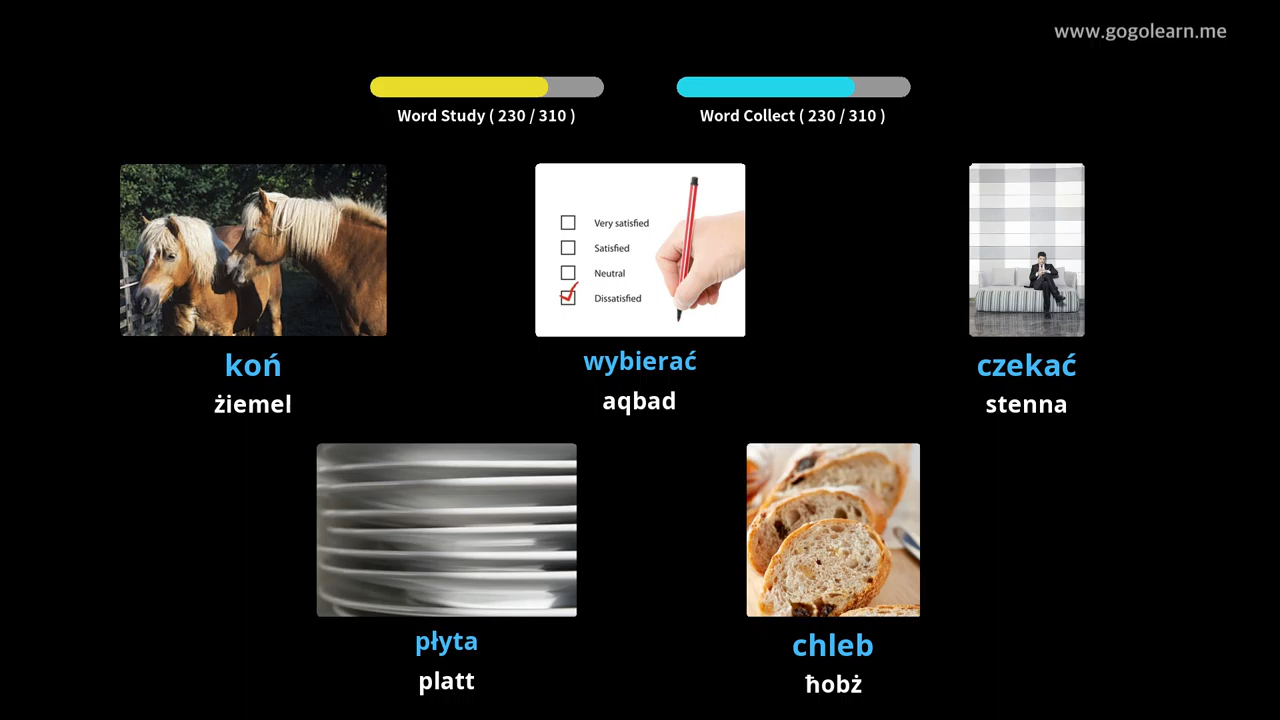 www.gogolearn.me
Word Study ( 230 / 310 )
Word Collect ( 230 / 310 )
Very satisfied
Satisfied
Neutral
Dissatisfied
koń
żiemel
wybierać
aqbad
czekać
stenna
płyta
platt
chleb
ħobż